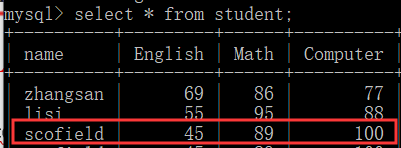 mysql> select * from student;
name English Math Computer
zhangsan 69 86 77
lisi 55 95 88
scofield 45 89 100